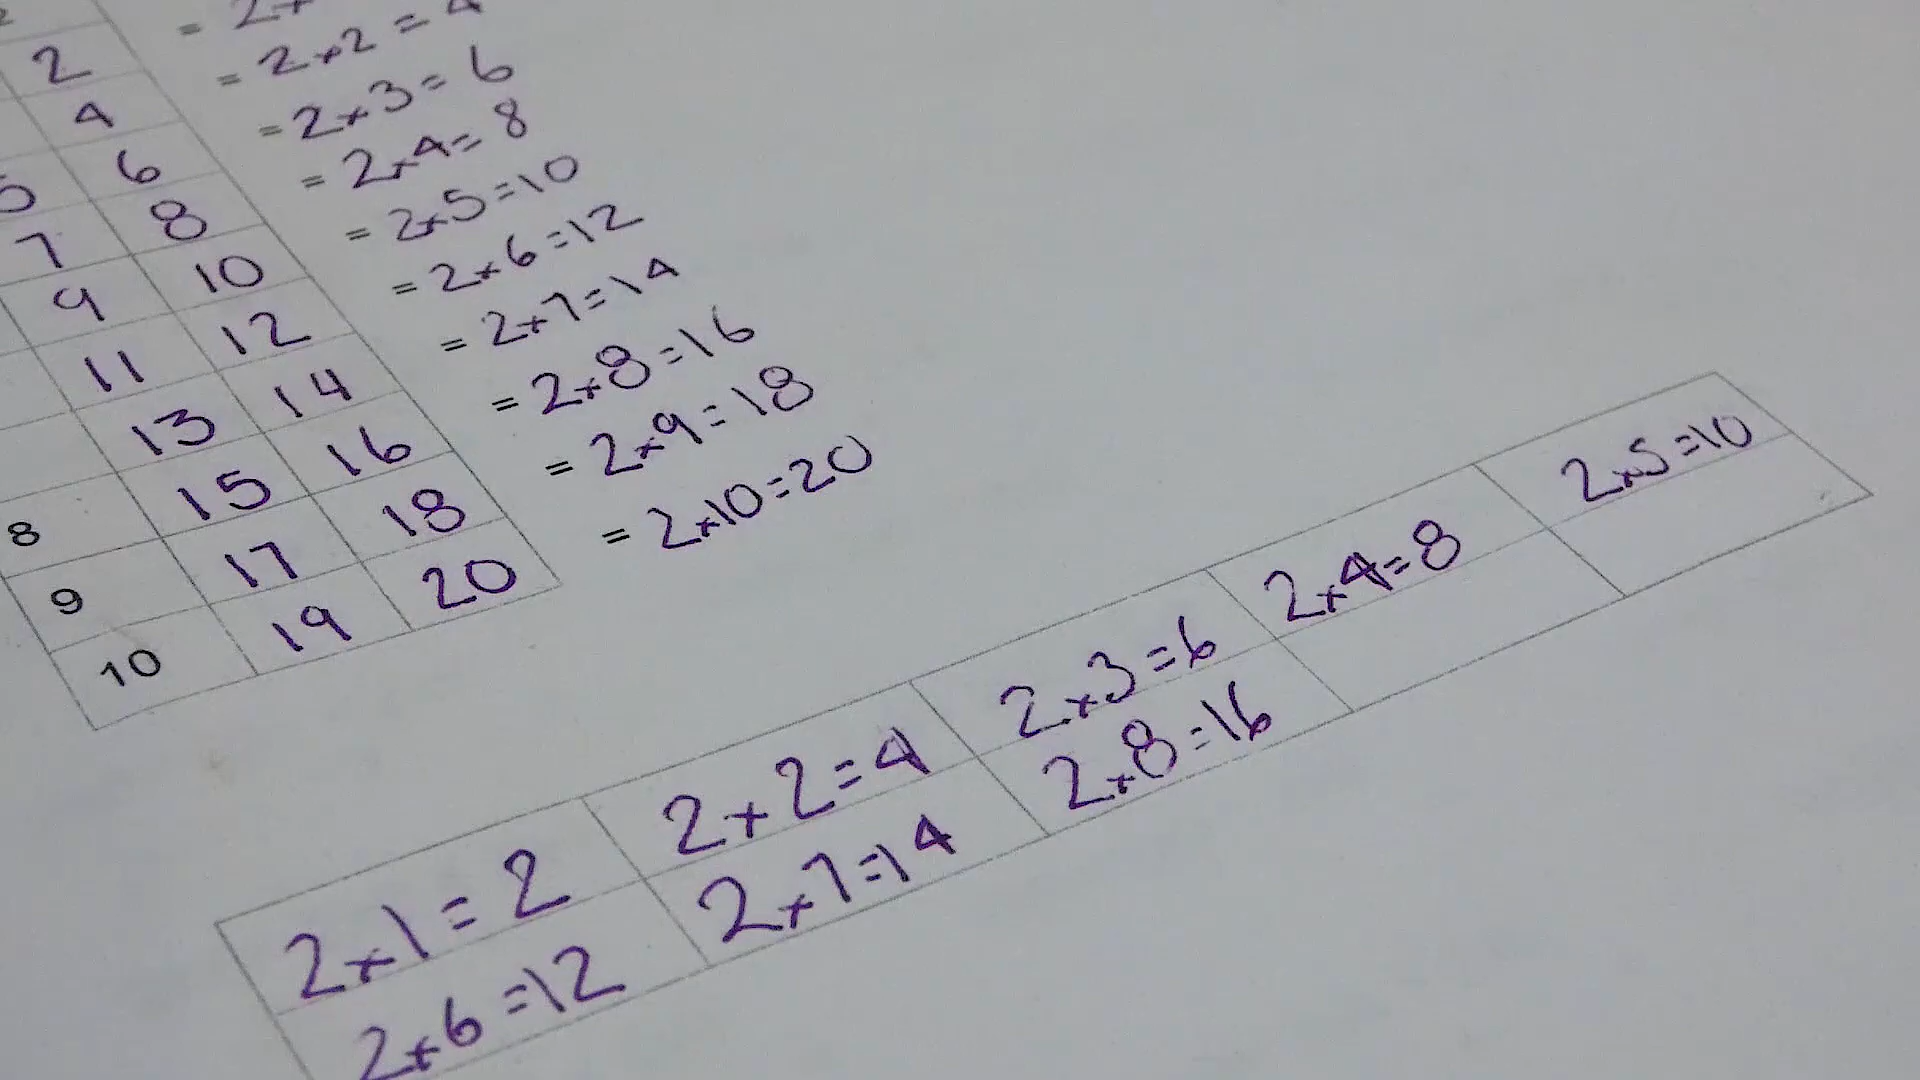 = 2×
2 = 2×2 = 4
4 = 2×3 = 6
6 = 2×4 = 8
5 8 = 2×5 = 10
7 10 = 2×6 = 12
9 12 = 2×7 = 14
11 14 = 2×8 = 16
13 16 = 2×9 = 18
8 15 18 = 2×10 = 20
9 17 20
10 19
2×1 = 2 2×2 = 4 2×3 = 6 2×4 = 8 2×5 = 10
2×6 = 12 2×7 = 14 2×8 = 16